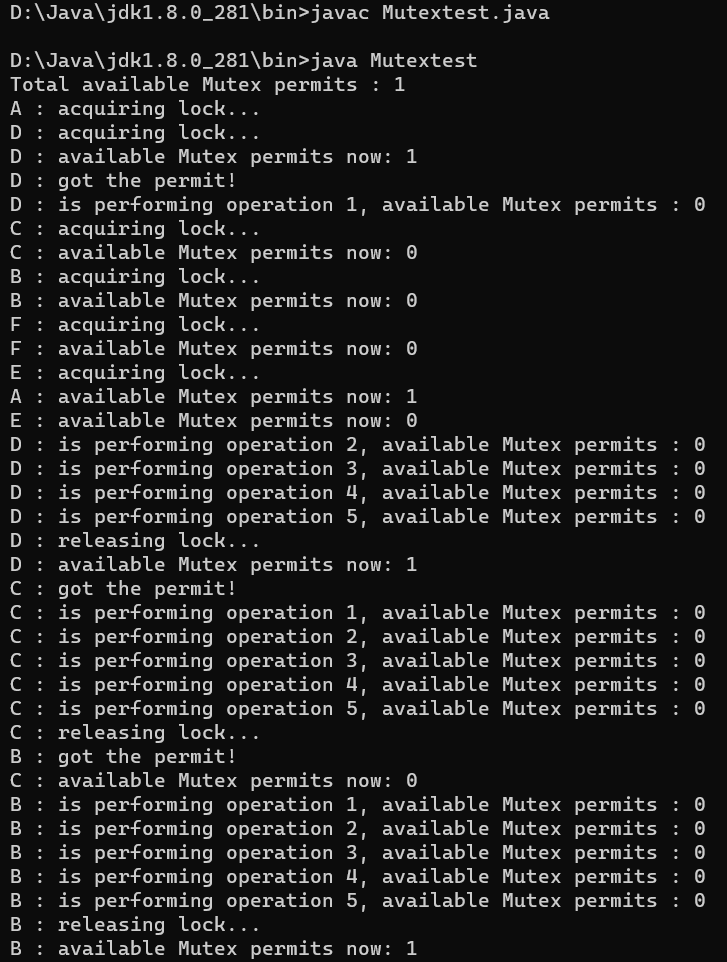 D:\Java\jdk1.8.0_281\bin>javac Mutextest.java
D:\Java\jdk1.8.0_281\bin>java Mutextest
Total available Mutex permits : 1
A : acquiring lock...
D : acquiring lock...
D : available Mutex permits now: 1
D : got the permit!
D : is performing operation 1, available Mutex permits : 0
C : acquiring lock...
C : available Mutex permits now: 0
B : acquiring lock...
B : available Mutex permits now: 0
F : acquiring lock...
F : available Mutex permits now: 0
E : acquiring lock...
A : available Mutex permits now: 1
E : available Mutex permits now: 0
D : is performing operation 2, available Mutex permits : 0
D : is performing operation 3, available Mutex permits : 0
D : is performing operation 4, available Mutex permits : 0
D : is performing operation 5, available Mutex permits : 0
D : releasing lock...
D : available Mutex permits now: 1
C : got the permit!
C : is performing operation 1, available Mutex permits : 0
C : is performing operation 2, available Mutex permits : 0
C : is performing operation 3, available Mutex permits : 0
C : is performing operation 4, available Mutex permits : 0
C : is performing operation 5, available Mutex permits : 0
C : releasing lock...
B : got the permit!
C : available Mutex permits now: 0
B : is performing operation 1, available Mutex permits : 0
B : is performing operation 2, available Mutex permits : 0
B : is performing operation 3, available Mutex permits : 0
B : is performing operation 4, available Mutex permits : 0
B : is performing operation 5, available Mutex permits : 0
B : releasing lock...
B : available Mutex permits now: 1